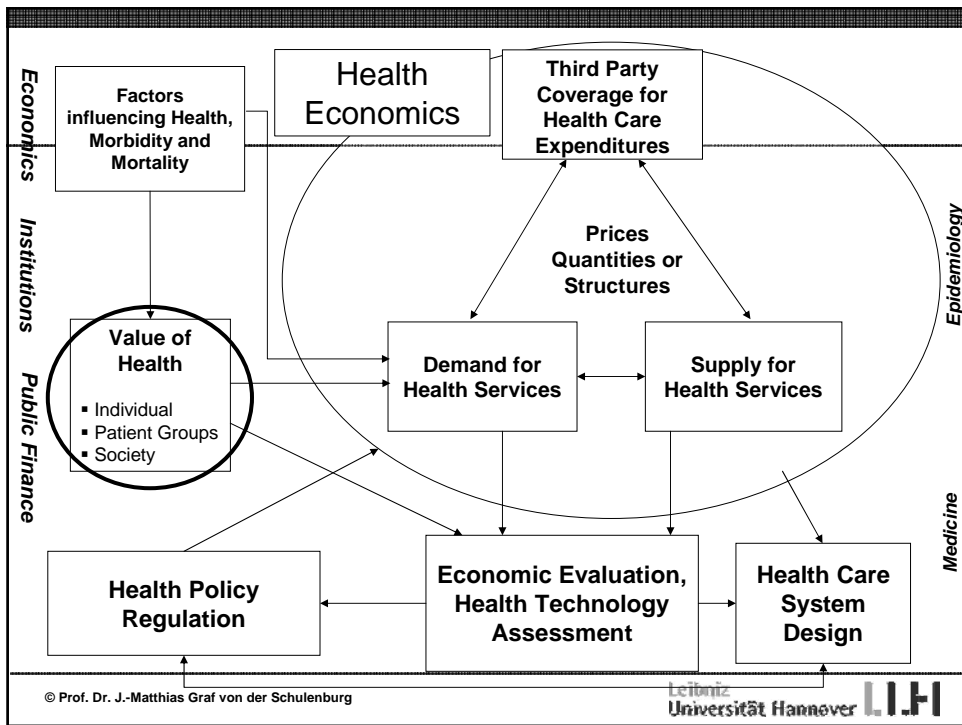 Economics
Institutions
Public Finance
Factors
influencing Health,
Morbidity and
Mortality
Health
Economics
Third Party
Coverage for
Health Care
Expenditures
Epidemiology
Medicine
Prices
Quantities or
Structures
Value of
Health
▪ Individual
▪ Patient Groups
▪ Society
Demand for
Health Services
Supply for
Health Services
Health Policy
Regulation
Economic Evaluation,
Health Technology
Assessment
Health Care
System
Design
© Prof. Dr. J.-Matthias Graf von der Schulenburg
Leibniz
Universität Hannover